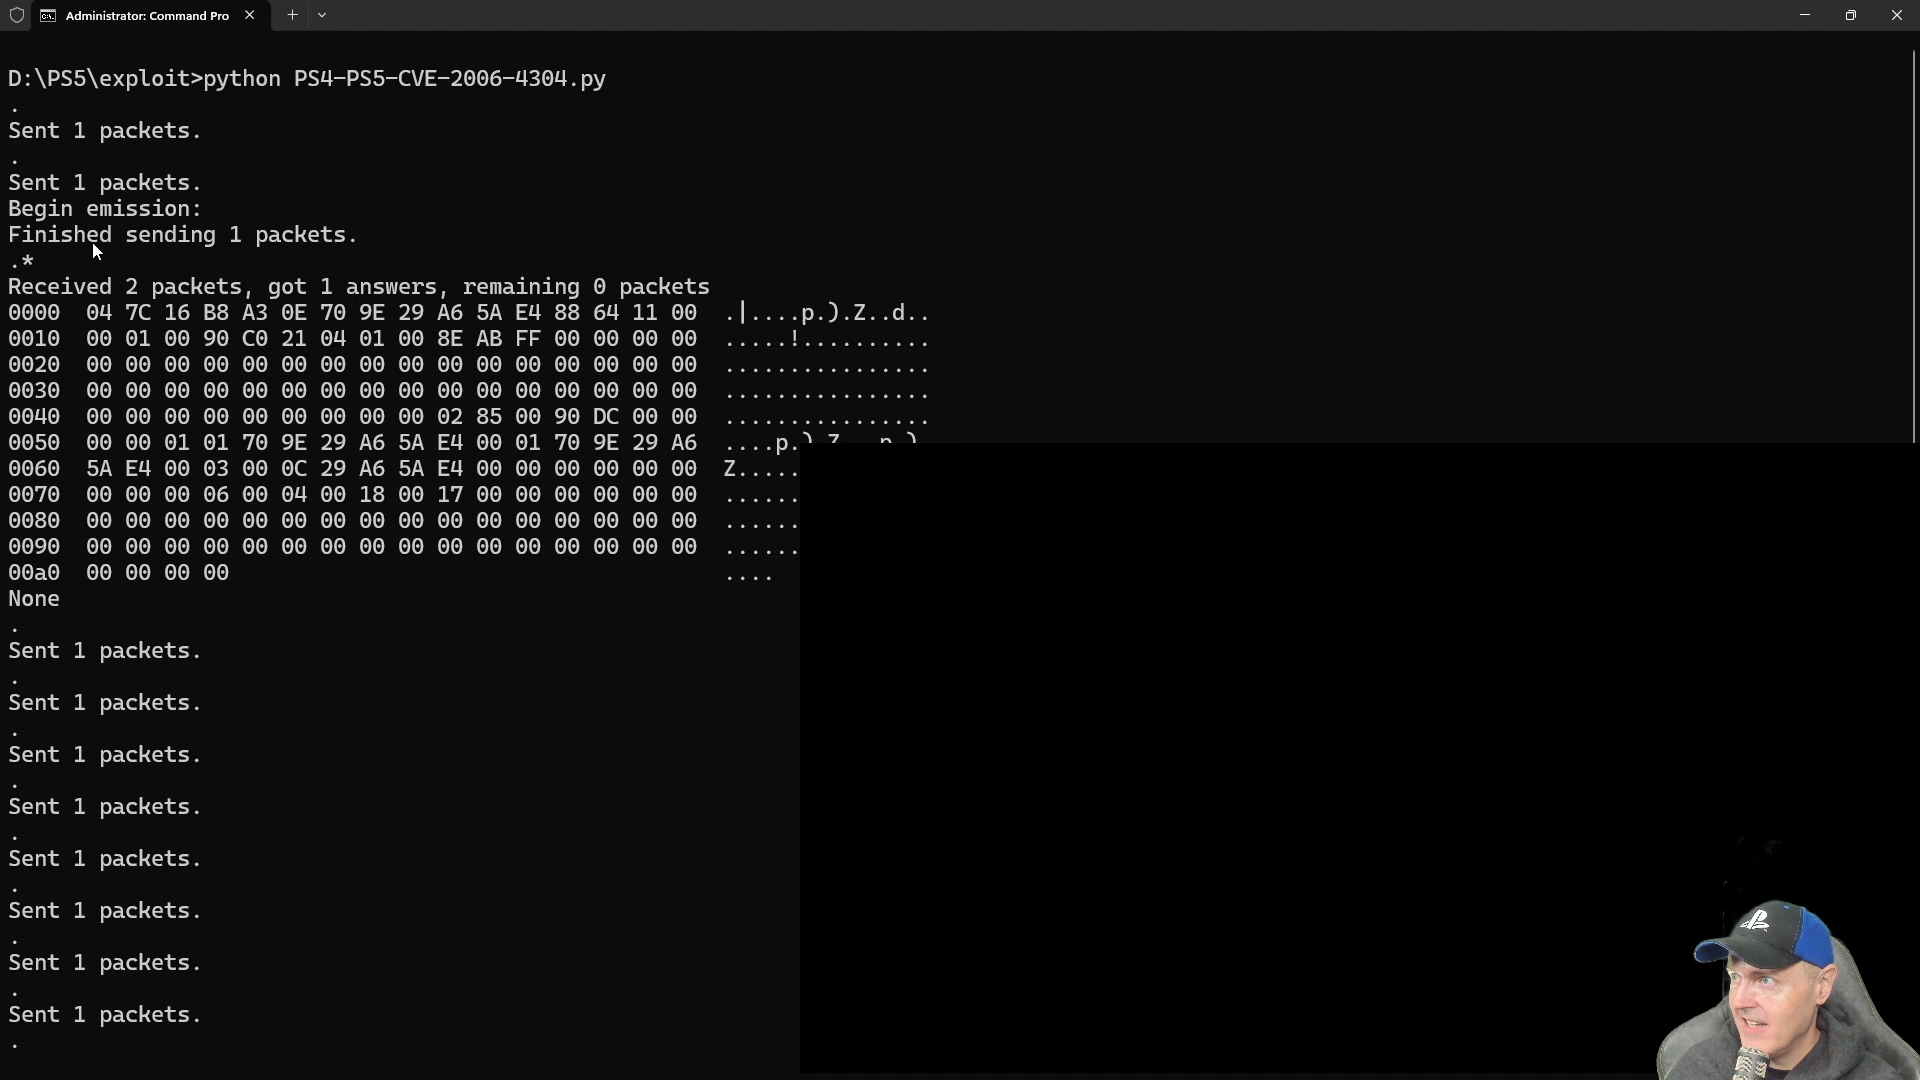 Administrator: Command Pro
D:\PS5\exploit>python PS4-PS5-CVE-2006-4304.py
.
Sent 1 packets.
.
Sent 1 packets.
Begin emission:
Finished sending 1 packets.
.*
Received 2 packets, got 1 answers, remaining 0 packets
0000  04 7C 16 B8 A3 0E 70 9E 29 A6 5A E4 88 64 11 00  .|....p.).Z..d..
0010  00 01 00 90 C0 21 04 01 00 8E AB FF 00 00 00 00  .....!..........
0020  00 00 00 00 00 00 00 00 00 00 00 00 00 00 00 00  ................
0030  00 00 00 00 00 00 00 00 00 00 00 00 00 00 00 00  ................
0040  00 00 00 00 00 00 00 00 00 02 85 00 90 DC 00 00  ................
0050  00 00 01 01 70 9E 29 A6 5A E4 00 01 70 9E 29 A6  ....p.).Z...p.).
0060  5A E4 00 03 00 0C 29 A6 5A E4 00 00 00 00 00 00  Z.....
0070  00 00 00 06 00 04 00 18 00 17 00 00 00 00 00 00  ......
0080  00 00 00 00 00 00 00 00 00 00 00 00 00 00 00 00  ......
0090  00 00 00 00 00 00 00 00 00 00 00 00 00 00 00 00  ......
00a0  00 00 00 00  ....
None
.
Sent 1 packets.
.
Sent 1 packets.
.
Sent 1 packets.
.
Sent 1 packets.
.
Sent 1 packets.
.
Sent 1 packets.
.
Sent 1 packets.
.
Sent 1 packets.
.